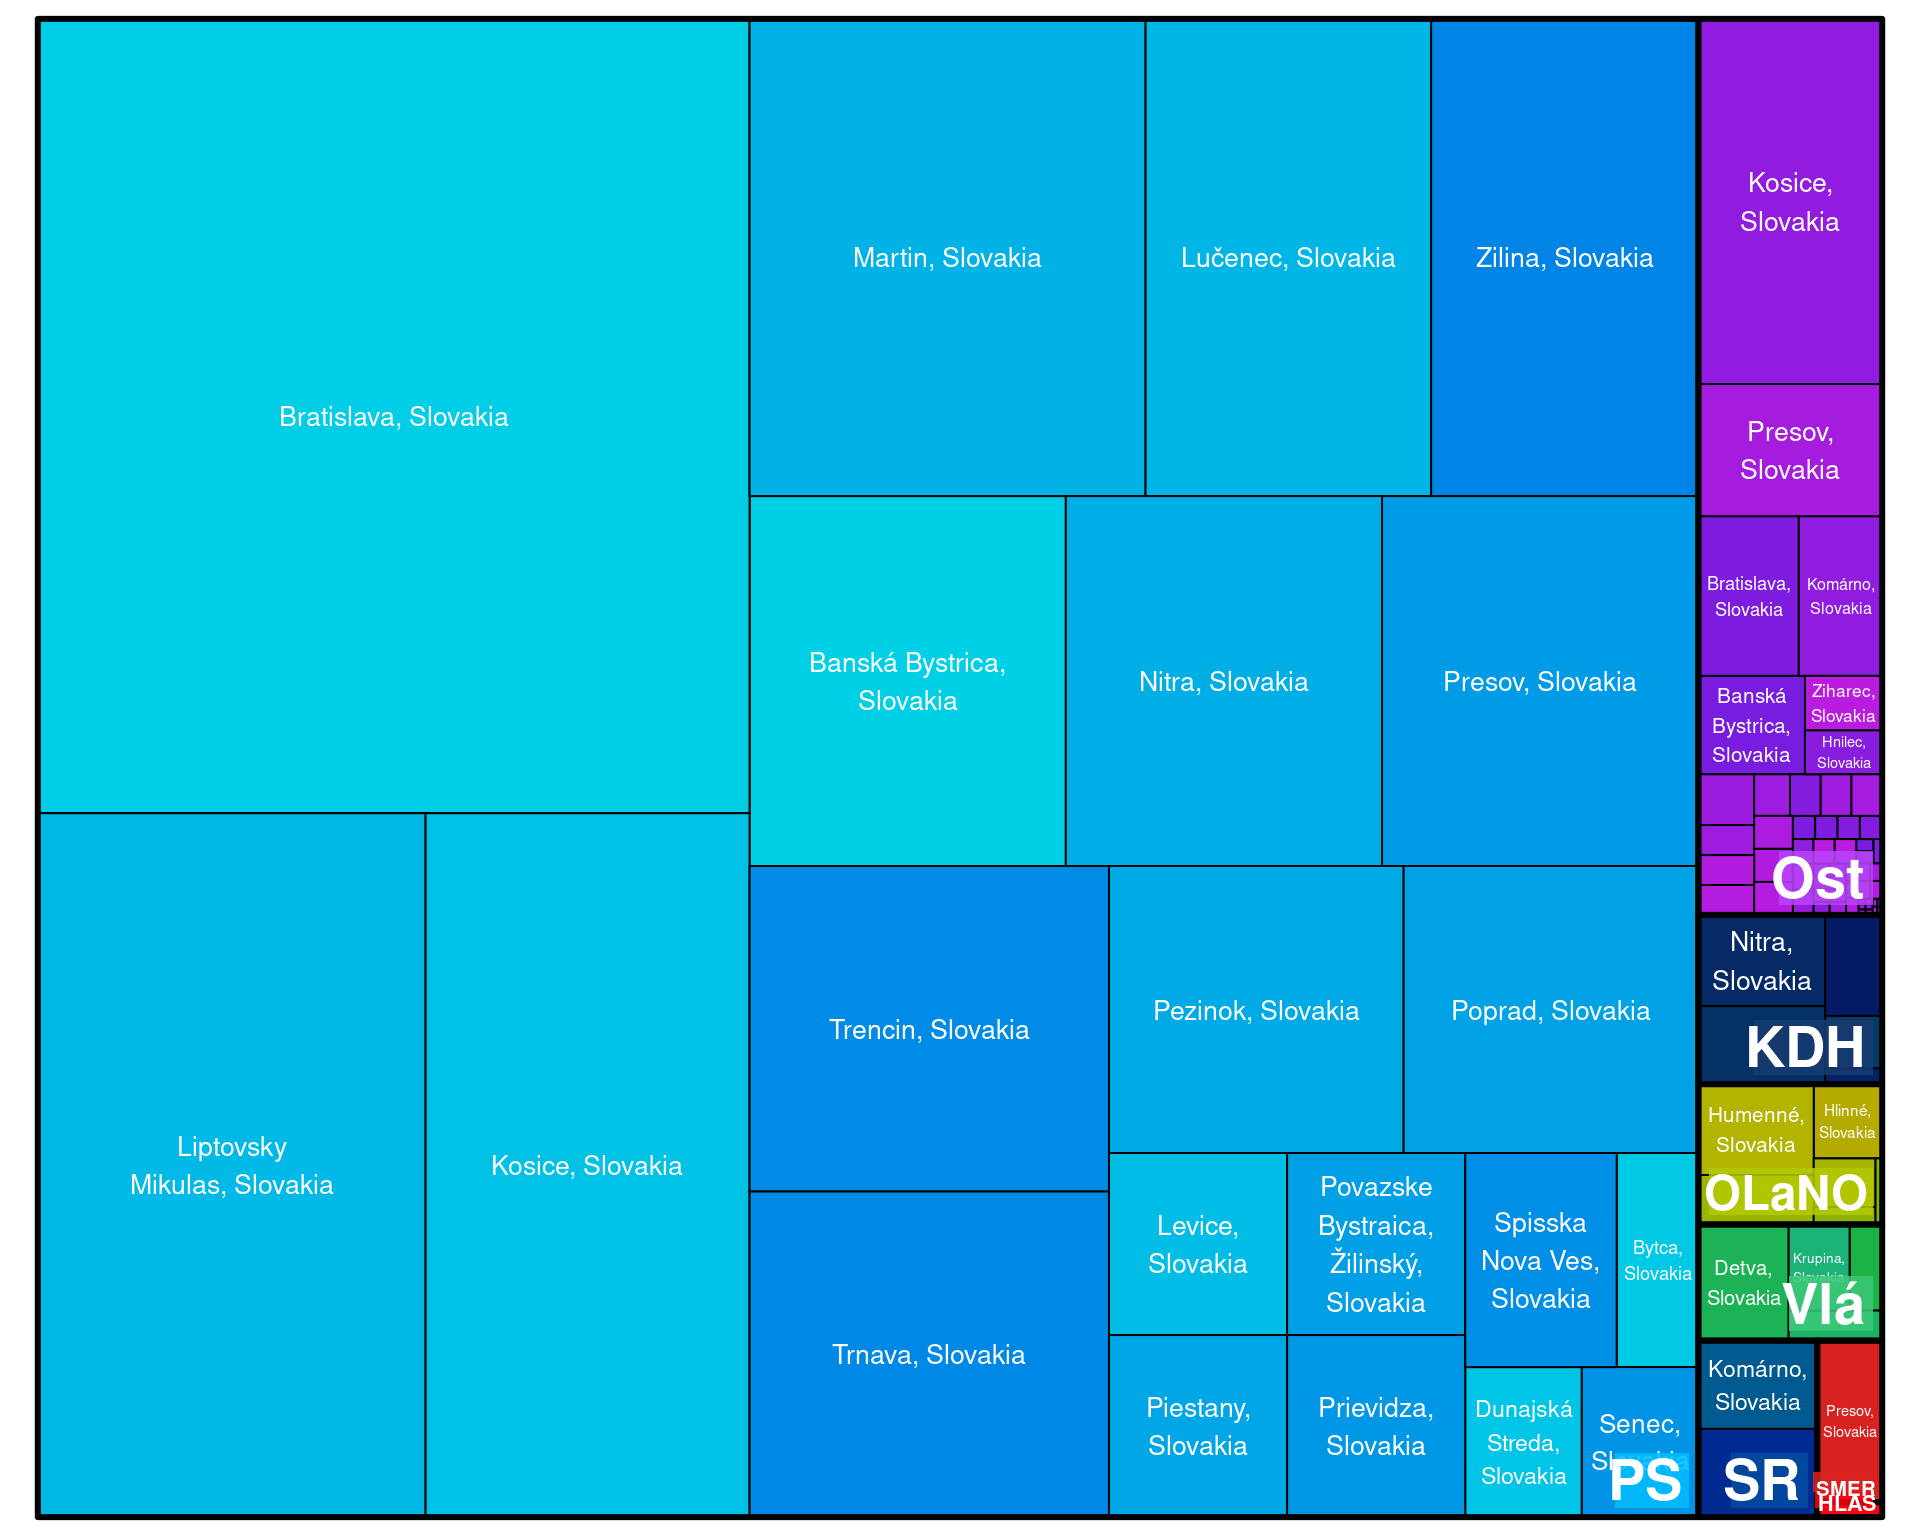 Bratislava, Slovakia
Martin, Slovakia
Lučenec, Slovakia
Zilina, Slovakia
Kosice,
Slovakia
Presov,
Slovakia
Banská Bystrica,
Slovakia
Nitra, Slovakia
Presov, Slovakia
Bratislava,
Slovakia
Komárno,
Slovakia
Banská
Bystrica,
Slovakia
Ziharec,
Slovakia
Hnilec,
Slovakia
Ost
Liptovsky
Mikulas, Slovakia
Kosice, Slovakia
Trencin, Slovakia
Pezinok, Slovakia
Poprad, Slovakia
Nitra,
Slovakia
KDH
Trnava, Slovakia
Levice,
Slovakia
Povazske
Bystraica,
Žilinský,
Slovakia
Spisska
Nova Ves,
Slovakia
Bytca,
Slovakia
Humenné,
Slovakia
Hlinné,
Slovakia
OLaNO
Detva,
Slovakia
Krupina,
Slovakia
Vlá
Piestany,
Slovakia
Prievidza,
Slovakia
Dunajská
Streda,
Slovakia
Senec,
Slovakia
PS
Komárno,
Slovakia
SR
Presov,
Slovakia
SMER
HLAS